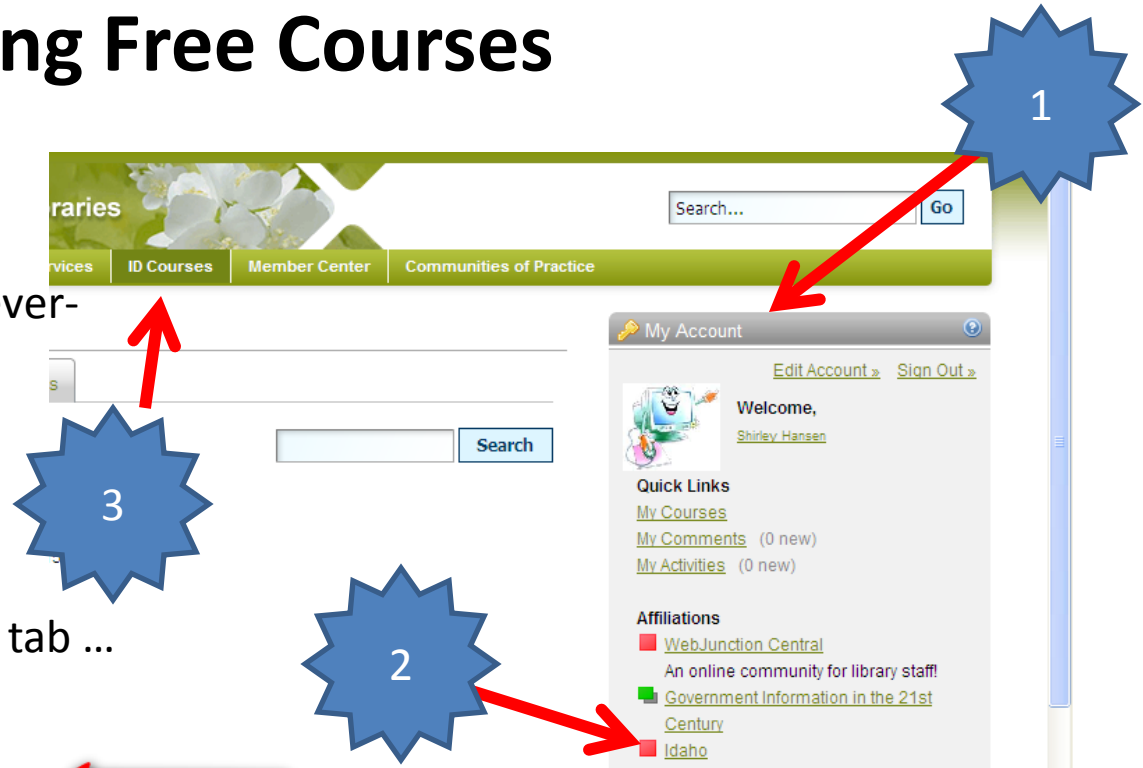 ng Free Courses
1
raries
Search...
Go
vices
ID Courses
Member Center
Communities of Practice
ver-
My Account
s
Edit Account »
Sign Out »
Welcome,
Shirley Hansen
Search
3
Quick Links
My Courses
My Comments (0 new)
My Activities (0 new)
Affiliations
tab ...
2
WebJunction Central
An online community for library staff!
Government Information in the 21st
Century
Idaho